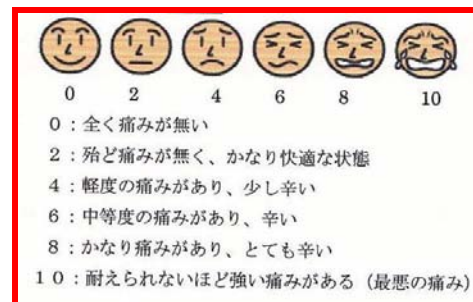 0 2 4 6 8 10
0：全く痛みが無い
2：殆ど痛みが無く、かなり快適な状態
4：軽度の痛みがあり、少し辛い
6：中等度の痛みがあり、辛い
8：かなり痛みがあり、とても辛い
10：耐えられないほど強い痛みがある（最悪の痛み）